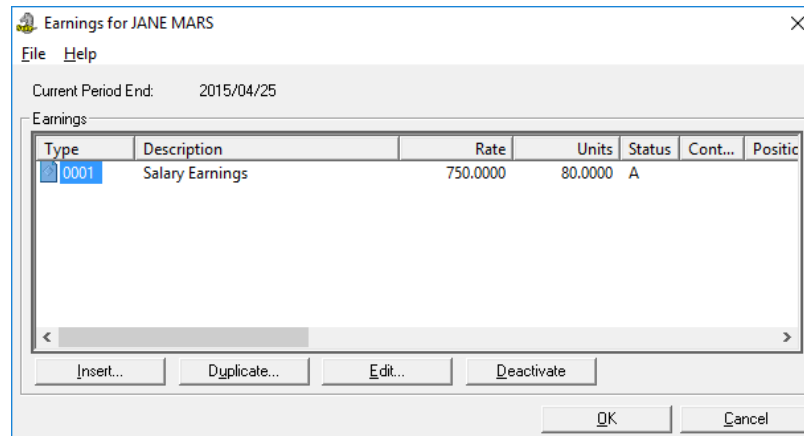 Earnings for JANE MARS
File Help
Current Period End: 2015/04/25
Earnings
Type Description Rate Units Status Cont... Positic
0001 Salary Earnings 750.0000 80.0000 A
Insert... Duplicate... Edit... Deactivate
OK Cancel